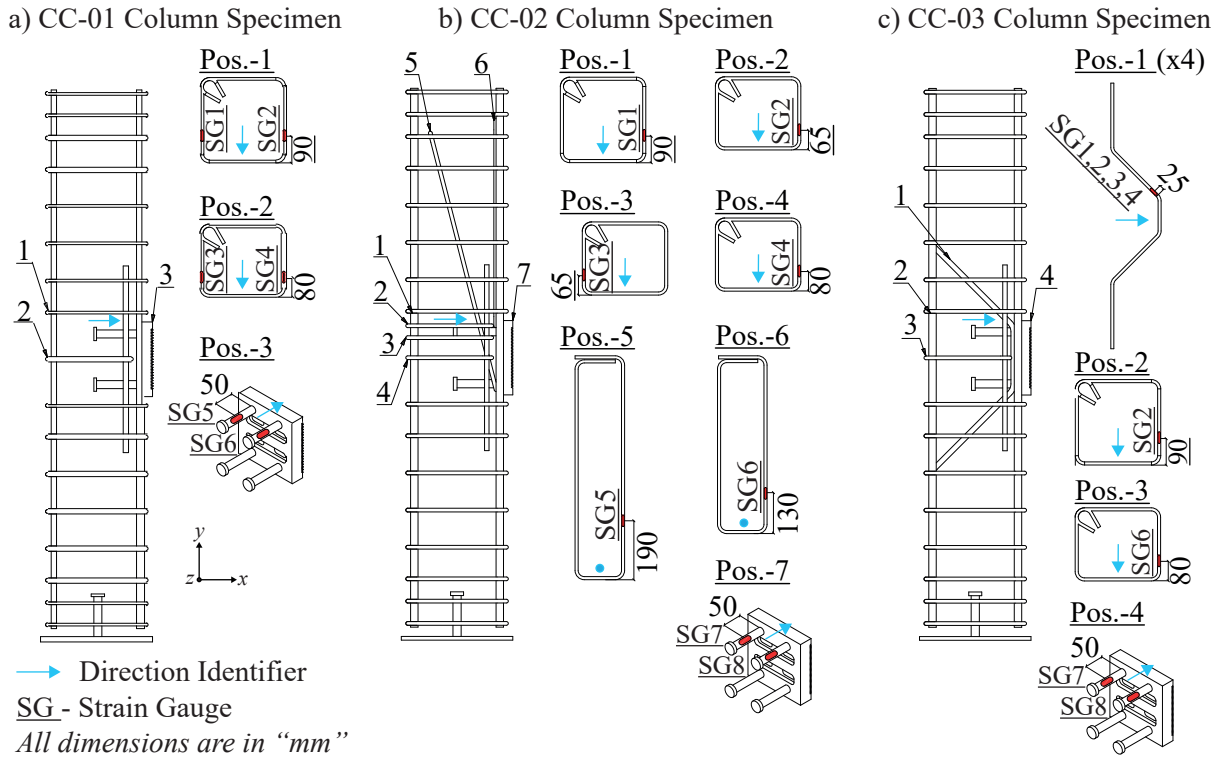 a) CC-01 Column Specimen
Pos.-1
SG1
SG2
90
Pos.-2
SG3
SG4
80
1
2
3
Pos.-3
50
SG5
SG6
y
z
x
Direction Identifier
SG - Strain Gauge
All dimensions are in “mm”
b) CC-02 Column Specimen
5
6
1
2
3
4
7
Pos.-1
SG1
90
Pos.-2
SG2
65
Pos.-3
SG3
65
Pos.-4
SG4
80
Pos.-5
SG5
190
Pos.-6
SG6
130
Pos.-7
50
SG7
SG8
c) CC-03 Column Specimen
1
2
3
4
Pos.-1 (x4)
SG1,2,3,4
25
Pos.-2
SG2
90
Pos.-3
SG6
80
Pos.-4
50
SG7
SG8